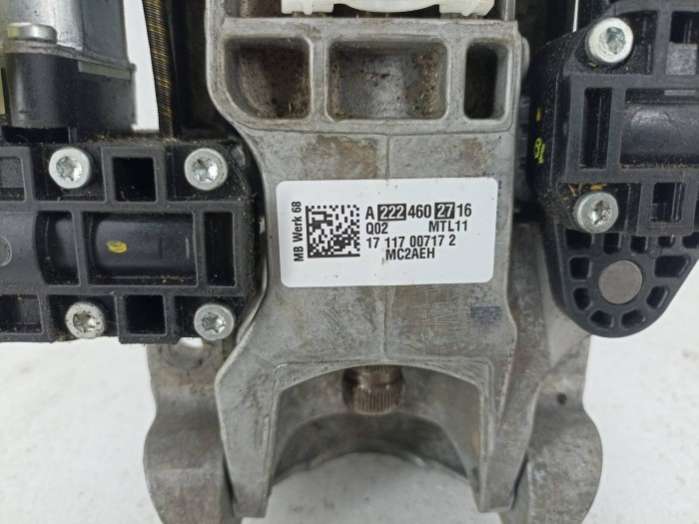 MB Werk 68
A 222 460 27 16
Q02 MTL11
17 117 00717 2
MC2AEH